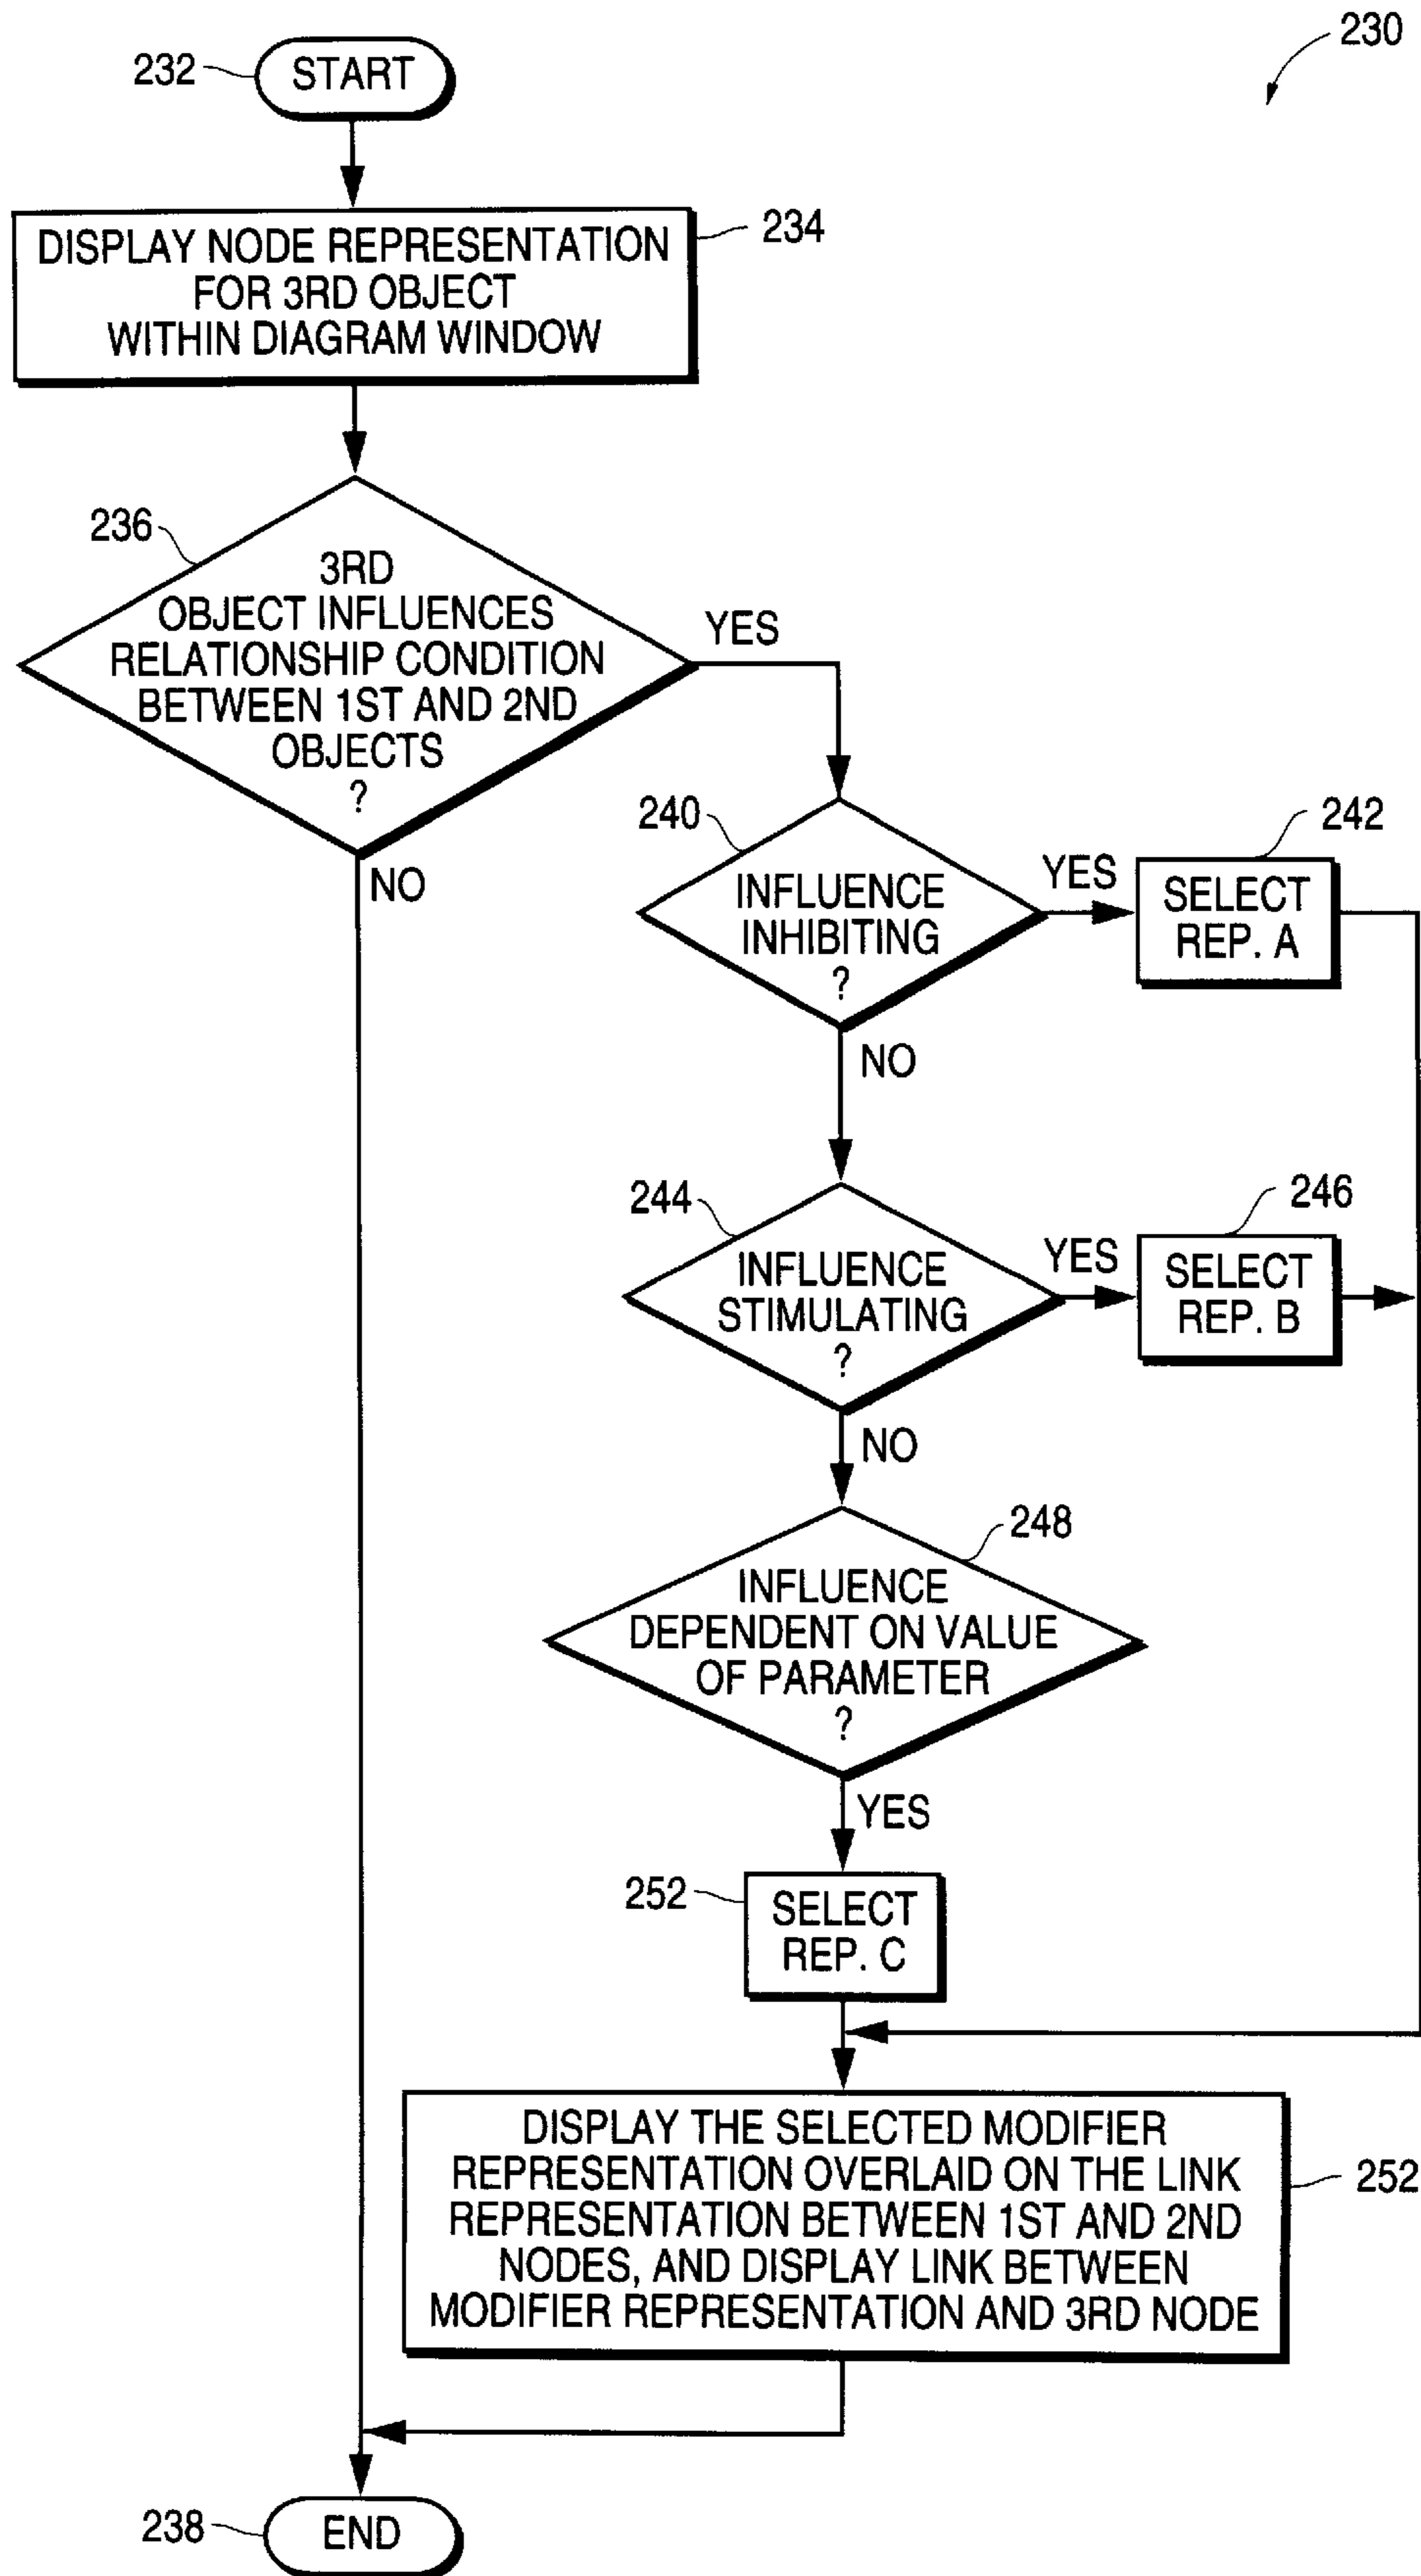 230
232
START
DISPLAY NODE REPRESENTATION
FOR 3RD OBJECT
WITHIN DIAGRAM WINDOW
234
236
3RD
OBJECT INFLUENCES
RELATIONSHIP CONDITION
BETWEEN 1ST AND 2ND
OBJECTS
?
YES
NO
240
INFLUENCE
INHIBITING
?
YES
242
SELECT
REP. A
NO
244
INFLUENCE
STIMULATING
?
YES
246
SELECT
REP. B
NO
248
INFLUENCE
DEPENDENT ON VALUE
OF PARAMETER
?
YES
252
SELECT
REP. C
DISPLAY THE SELECTED MODIFIER
REPRESENTATION OVERLAID ON THE LINK
REPRESENTATION BETWEEN 1ST AND 2ND
NODES, AND DISPLAY LINK BETWEEN
MODIFIER REPRESENTATION AND 3RD NODE
252
238
END